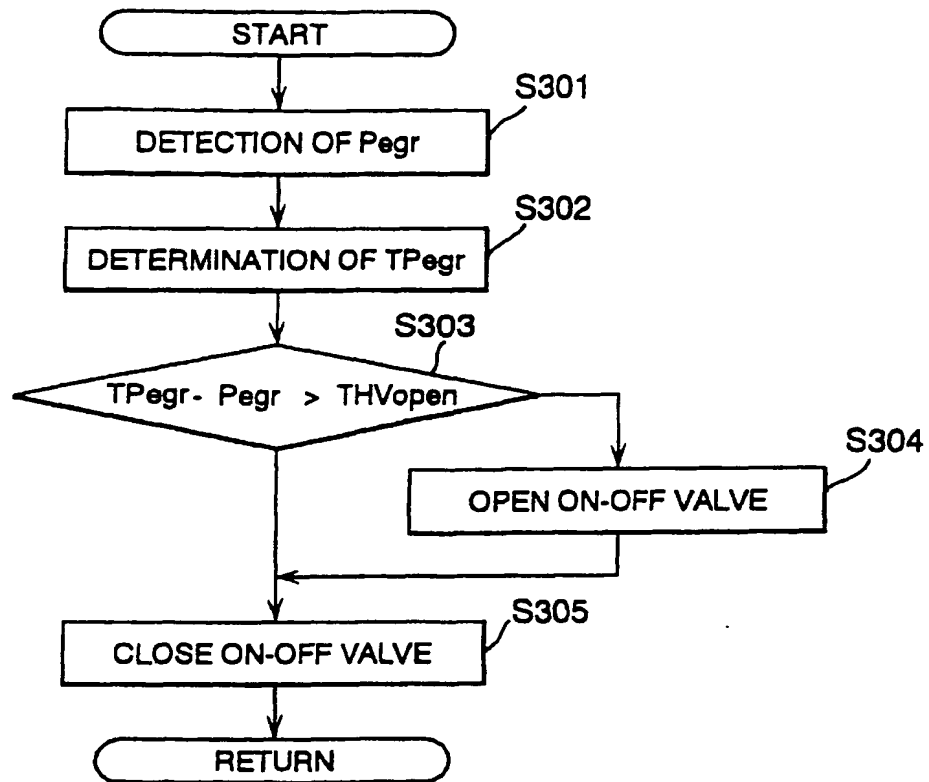 START
S301
DETECTION OF Pegr
S302
DETERMINATION OF TPegr
S303
TPegr - Pegr > THVopen
S304
OPEN ON-OFF VALVE
S305
CLOSE ON-OFF VALVE
RETURN